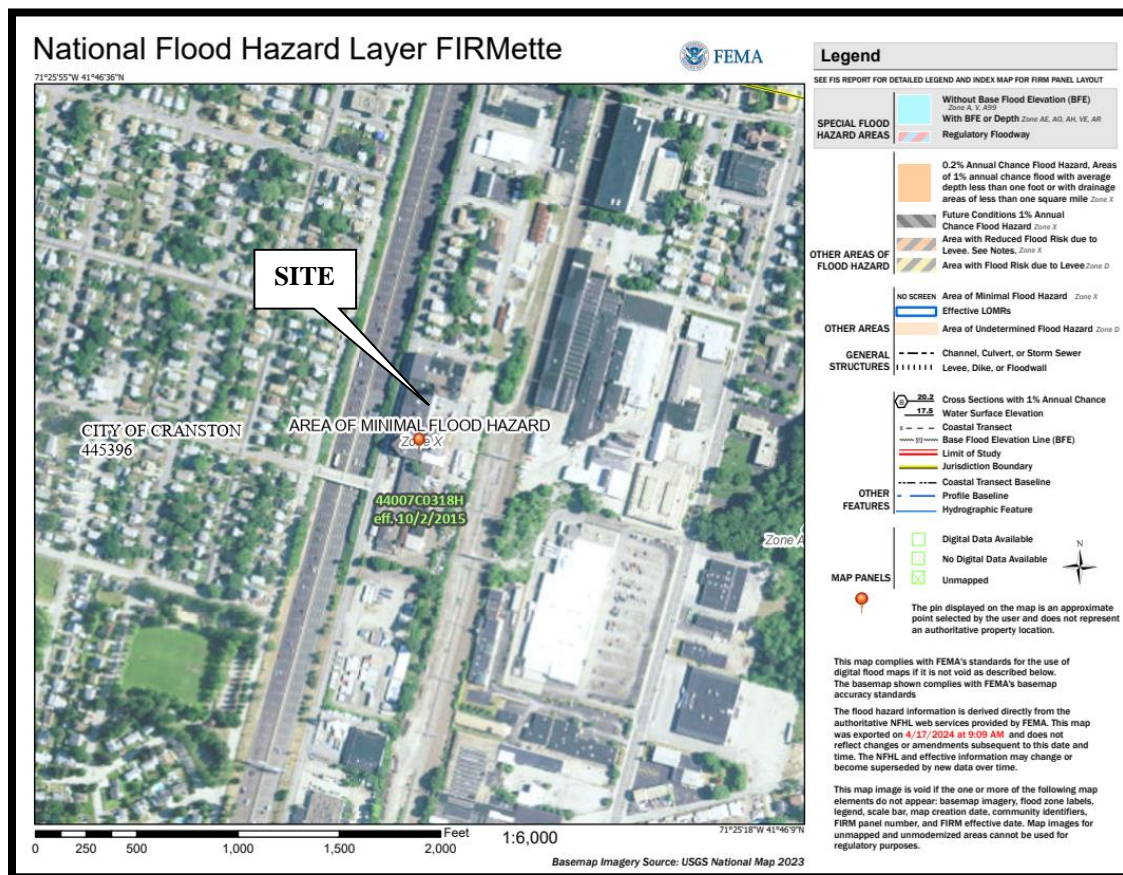 National Flood Hazard Layer FIRMette
FEMA
71°25'55"W 41°46'36"N
SITE
AREA OF MINIMAL FLOOD HAZARD
Zone X
CITY OF CRANSTON
445396
44007C0318H
eff. 10/2/2015
Zone A
71°25'18"W 41°46'9"N
Feet
1:6,000
0 250 500 1,000 1,500 2,000
Basemap Imagery Source: USGS National Map 2023
Legend
SEE FIS REPORT FOR DETAILED LEGEND AND INDEX MAP FOR FIRM PANEL LAYOUT
SPECIAL FLOOD
HAZARD AREAS
Without Base Flood Elevation (BFE)
Zone A, V, A99
With BFE or Depth Zone AE, AO, AH, VE, AR
Regulatory Floodway
0.2% Annual Chance Flood Hazard, Areas
of 1% annual chance flood with average
depth less than one foot or with drainage
areas of less than one square mile Zone X
Future Conditions 1% Annual
Chance Flood Hazard Zone X
Area with Reduced Flood Risk due to
Levee. See Notes. Zone X
Area with Flood Risk due to Levee Zone D
OTHER AREAS OF
FLOOD HAZARD
NO SCREEN Area of Minimal Flood Hazard Zone X
Effective LOMRs
OTHER AREAS
Area of Undetermined Flood Hazard Zone D
GENERAL
STRUCTURES
Channel, Culvert, or Storm Sewer
Levee, Dike, or Floodwall
B 20.2 Cross Sections with 1% Annual Chance
17.5 Water Surface Elevation
8 Coastal Transect
Base Flood Elevation Line (BFE)
Limit of Study
Jurisdiction Boundary
Coastal Transect Baseline
OTHER
FEATURES
Profile Baseline
Hydrographic Feature
Digital Data Available
No Digital Data Available
Unmapped
MAP PANELS
N
The pin displayed on the map is an approximate
point selected by the user and does not represent
an authoritative property location.
This map complies with FEMA's standards for the use of
digital flood maps if it is not void as described below.
The basemap shown complies with FEMA's basemap
accuracy standards
The flood hazard information is derived directly from the
authoritative NFHL web services provided by FEMA. This map
was exported on 4/17/2024 at 9:09 AM and does not
reflect changes or amendments subsequent to this date and
time. The NFHL and effective information may change or
become superseded by new data over time.
This map image is void if the one or more of the following map
elements do not appear: basemap imagery, flood zone labels,
legend, scale bar, map creation date, community identifiers,
FIRM panel number, and FIRM effective date. Map images for
unmapped and unmodernized areas cannot be used for
regulatory purposes.